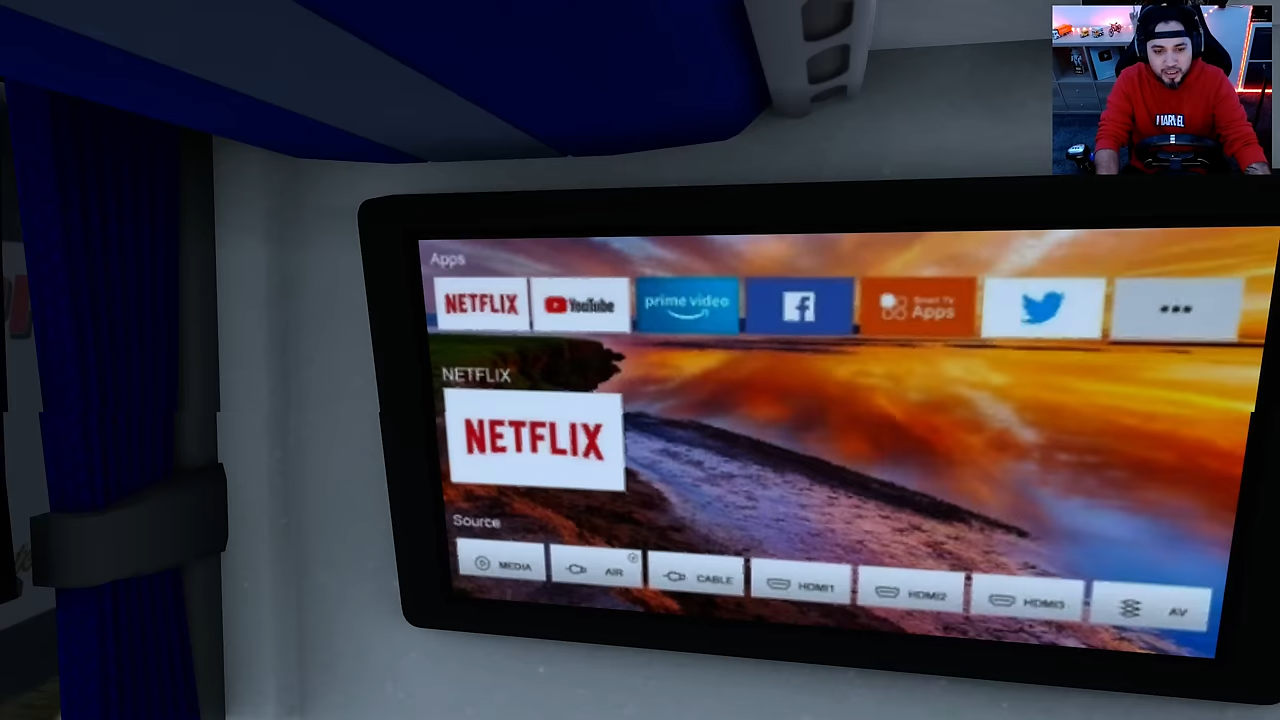 MARVEL
Apps
NETFLIX
YouTube
prime video
Smart TV
Apps
NETFLIX
NETFLIX
Source
MEDIA
AIR
CABLE
HDMI1
HDMI2
HDMI3
AV